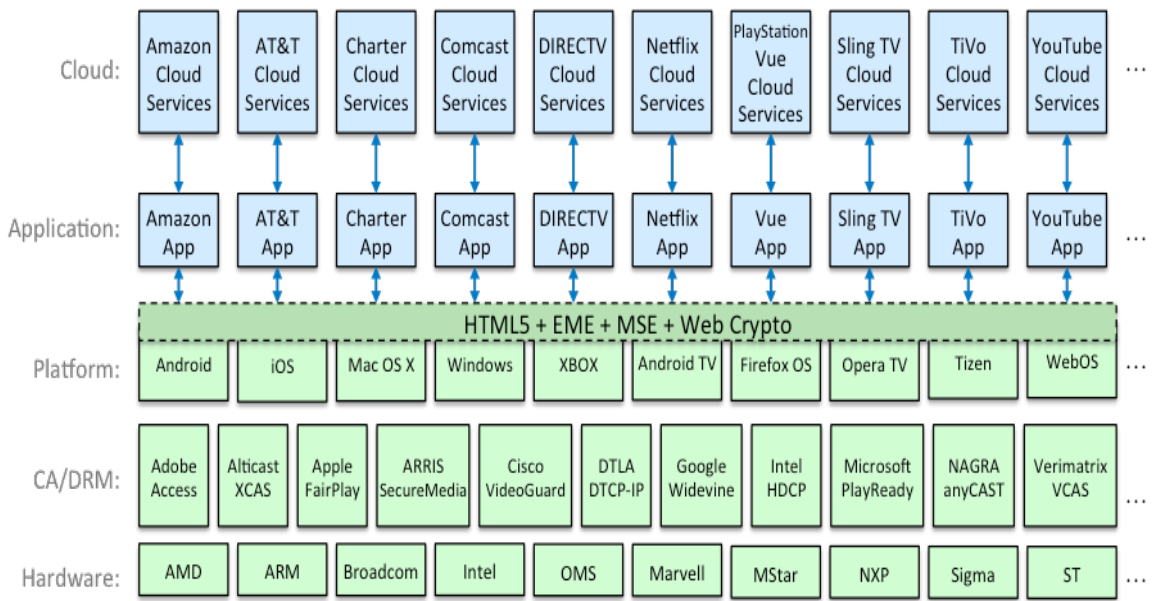 Cloud:
Amazon
Cloud
Services
AT&T
Cloud
Services
Charter
Cloud
Services
Comcast
Cloud
Services
DIRECTV
Cloud
Services
Netflix
Cloud
Services
PlayStation
Vue
Cloud
Services
Sling TV
Cloud
Services
TiVo
Cloud
Services
YouTube
Cloud
Services
...
Application:
Amazon
App
AT&T
App
Charter
App
Comcast
App
DIRECTV
App
Netflix
App
Vue
App
Sling TV
App
TiVo
App
YouTube
App
...
HTML5 + EME + MSE + Web Crypto
Platform:
Android
iOS
Mac OS X
Windows
XBOX
Android TV
Firefox OS
Opera TV
Tizen
WebOS
...
CA/DRM:
Adobe
Access
Alticast
XCAS
Apple
FairPlay
ARRIS
SecureMedia
Cisco
VideoGuard
DTLA
DTCP-IP
Google
Widevine
Intel
HDCP
Microsoft
PlayReady
NAGRA
anyCAST
Verimatrix
VCAS
...
Hardware:
AMD
ARM
Broadcom
Intel
OMS
Marvell
MStar
NXP
Sigma
ST
...